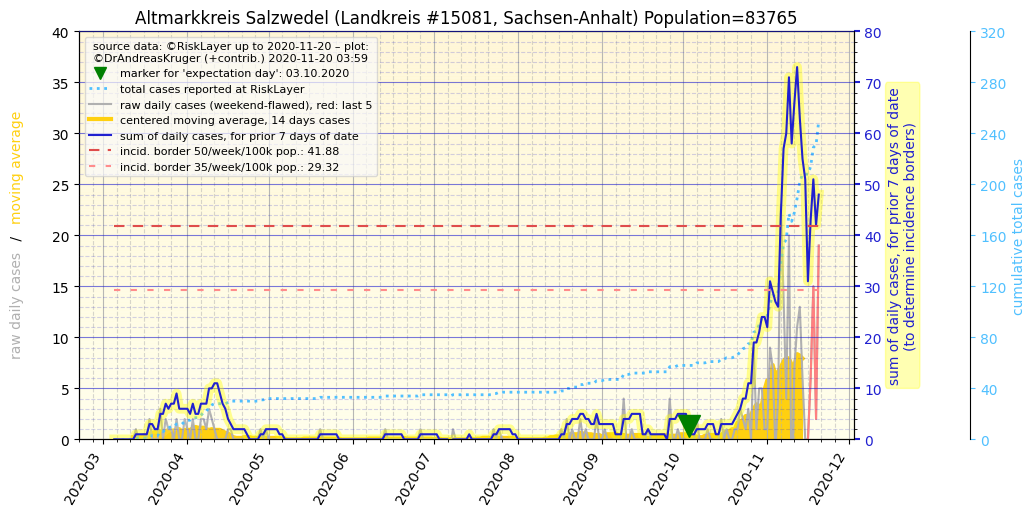 Altmarkkreis Salzwedel (Landkreis #15081, Sachsen-Anhalt) Population=83765
source data: ©RiskLayer up to 2020-11-20 – plot:
©DrAndreasKruger (+contrib.) 2020-11-20 03:59
marker for 'expectation day': 03.10.2020
total cases reported at RiskLayer
raw daily cases (weekend-flawed), red: last 5
centered moving average, 14 days cases
sum of daily cases, for prior 7 days of date
incid. border 50/week/100k pop.: 41.88
incid. border 35/week/100k pop.: 29.32
raw daily cases / moving average
40
35
30
25
20
15
10
5
0
80
70
60
50
40
30
20
10
0
sum of daily cases, for prior 7 days of date
(to determine incidence borders)
320
280
240
200
160
120
80
40
0
cumulative total cases
2020-03
2020-04
2020-05
2020-06
2020-07
2020-08
2020-09
2020-10
2020-11
2020-12